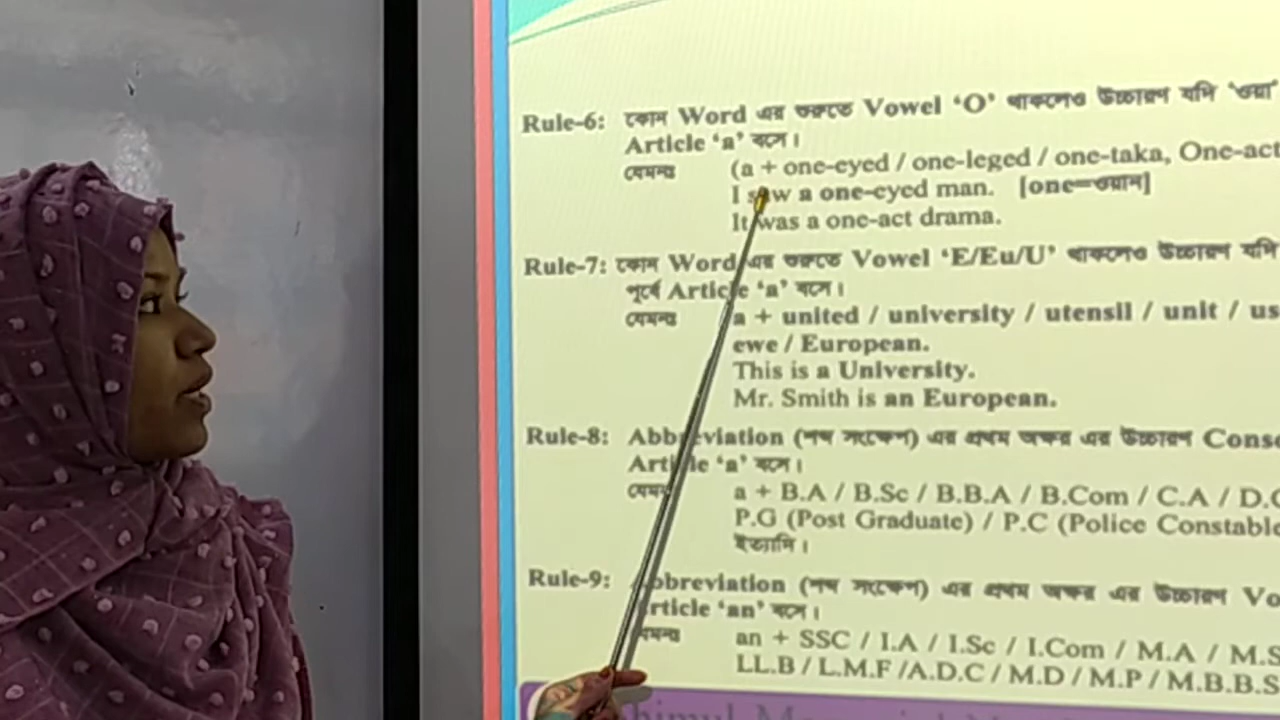 Rule-6: কোন Word এর শুরুতে Vowel ‘O’ থাকলেও উচ্চারণ যদি ‘ওয়া’
Article ‘a’ বসে।
যেমনঃ (a + one-eyed / one-leged / one-taka, One-act
I saw a one-eyed man. [one=ওয়ান]
It was a one-act drama.
Rule-7: কোন Word এর শুরুতে Vowel ‘E/Eu/U’ থাকলেও উচ্চারণ যদি
পূর্বে Article ‘a’ বসে।
যেমনঃ a + united / university / utensil / unit / us
ewe / European.
This is a University.
Mr. Smith is an European.
Rule-8: Abbreviation (শব্দ সংক্ষেপ) এর প্রথম অক্ষর এর উচ্চারণ Conso
Article ‘a’ বসে।
যেমনঃ a + B.A / B.Sc / B.B.A / B.Com / C.A / D.C
P.G (Post Graduate) / P.C (Police Constable
ইত্যাদি।
Rule-9: Abbreviation (শব্দ সংক্ষেপ) এর প্রথম অক্ষর এর উচ্চারণ Vo
Article ‘an’ বসে।
যেমনঃ an + SSC / I.A / I.Sc / I.Com / M.A / M.S
LL.B / L.M.F /A.D.C / M.D / M.P / M.B.B.S